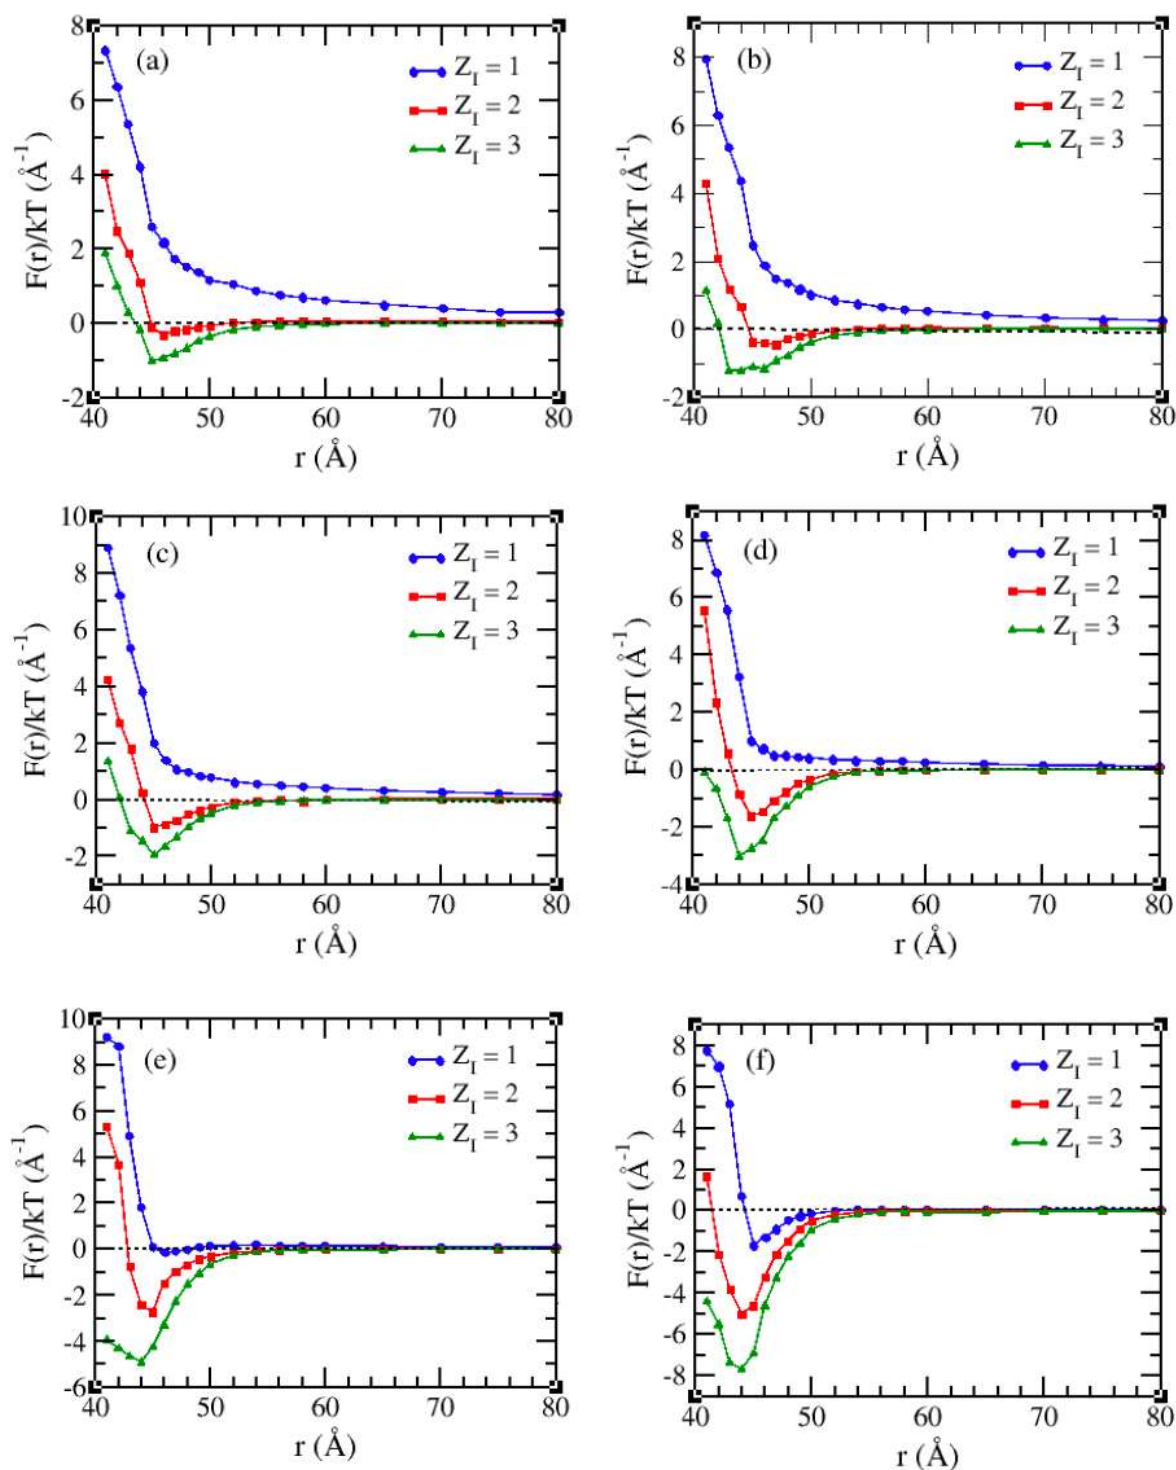 (a)
Z_I = 1
Z_I = 2
Z_I = 3
8
6
4
2
0
-2
F(r)/kT (Å⁻¹)
40 50 60 70 80
r (Å)
(b)
Z_I = 1
Z_I = 2
Z_I = 3
8
6
4
2
0
-2
F(r)/kT (Å⁻¹)
40 50 60 70 80
r (Å)
(c)
Z_I = 1
Z_I = 2
Z_I = 3
10
8
6
4
2
0
-2
F(r)/kT (Å⁻¹)
40 50 60 70 80
r (Å)
(d)
Z_I = 1
Z_I = 2
Z_I = 3
8
6
4
2
0
-2
-4
F(r)/kT (Å⁻¹)
40 50 60 70 80
r (Å)
(e)
Z_I = 1
Z_I = 2
Z_I = 3
10
8
6
4
2
0
-2
-4
-6
F(r)/kT (Å⁻¹)
40 50 60 70 80
r (Å)
(f)
Z_I = 1
Z_I = 2
Z_I = 3
8
6
4
2
0
-2
-4
-6
-8
F(r)/kT (Å⁻¹)
40 50 60 70 80
r (Å)